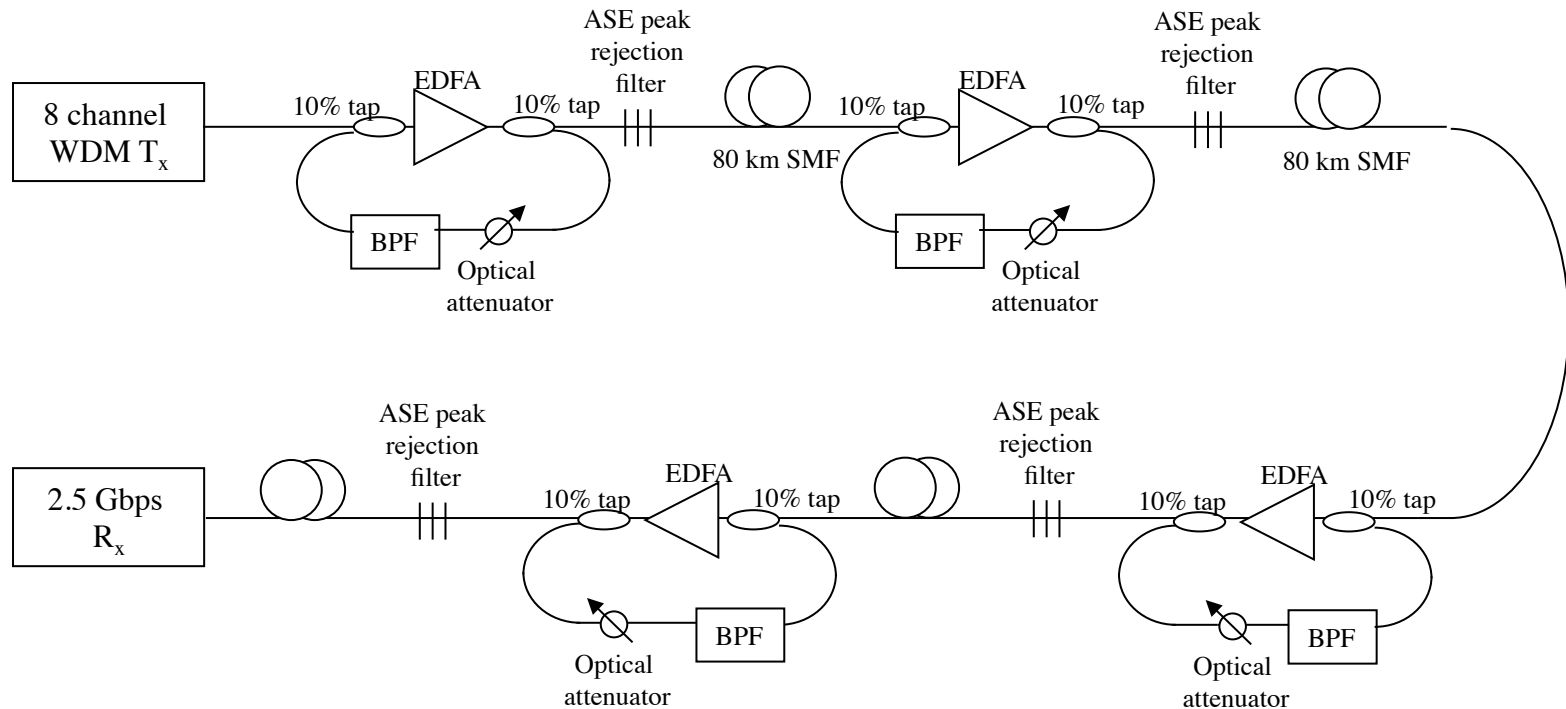 8 channel
WDM Tx
10% tap
EDFA
10% tap
ASE peak
rejection
filter
80 km SMF
BPF
Optical
attenuator
10% tap
EDFA
10% tap
ASE peak
rejection
filter
80 km SMF
BPF
Optical
attenuator
2.5 Gbps
Rx
ASE peak
rejection
filter
10% tap
EDFA
10% tap
Optical
attenuator
BPF
ASE peak
rejection
filter
10% tap
EDFA
10% tap
Optical
attenuator
BPF